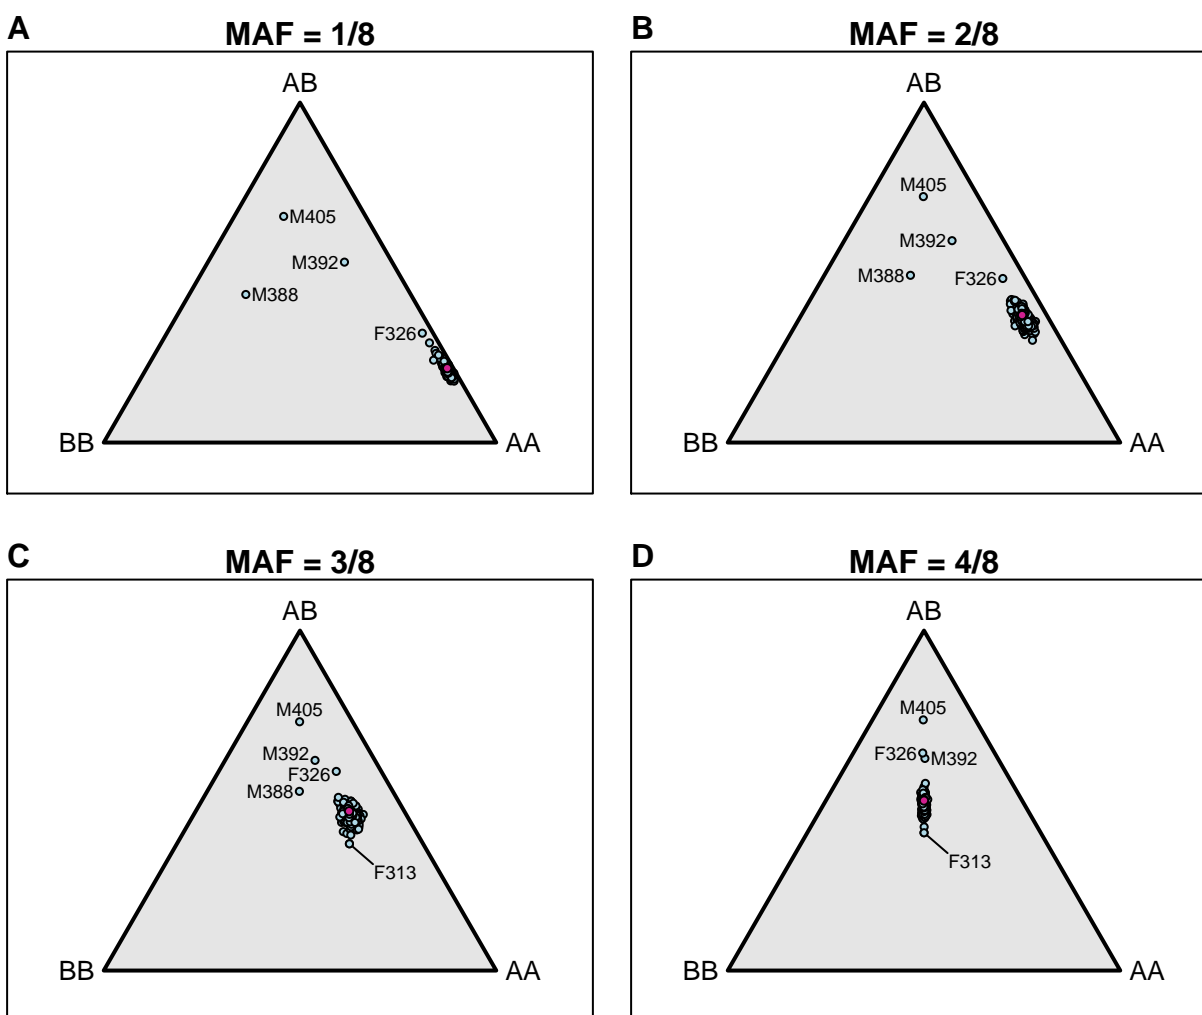 A
MAF = 1/8
AB
M405
M392
M388
F326
BB
AA
B
MAF = 2/8
AB
M405
M392
M388
F326
BB
AA
C
MAF = 3/8
AB
M405
M392
F326
M388
F313
BB
AA
D
MAF = 4/8
AB
M405
F326
M392
F313
BB
AA